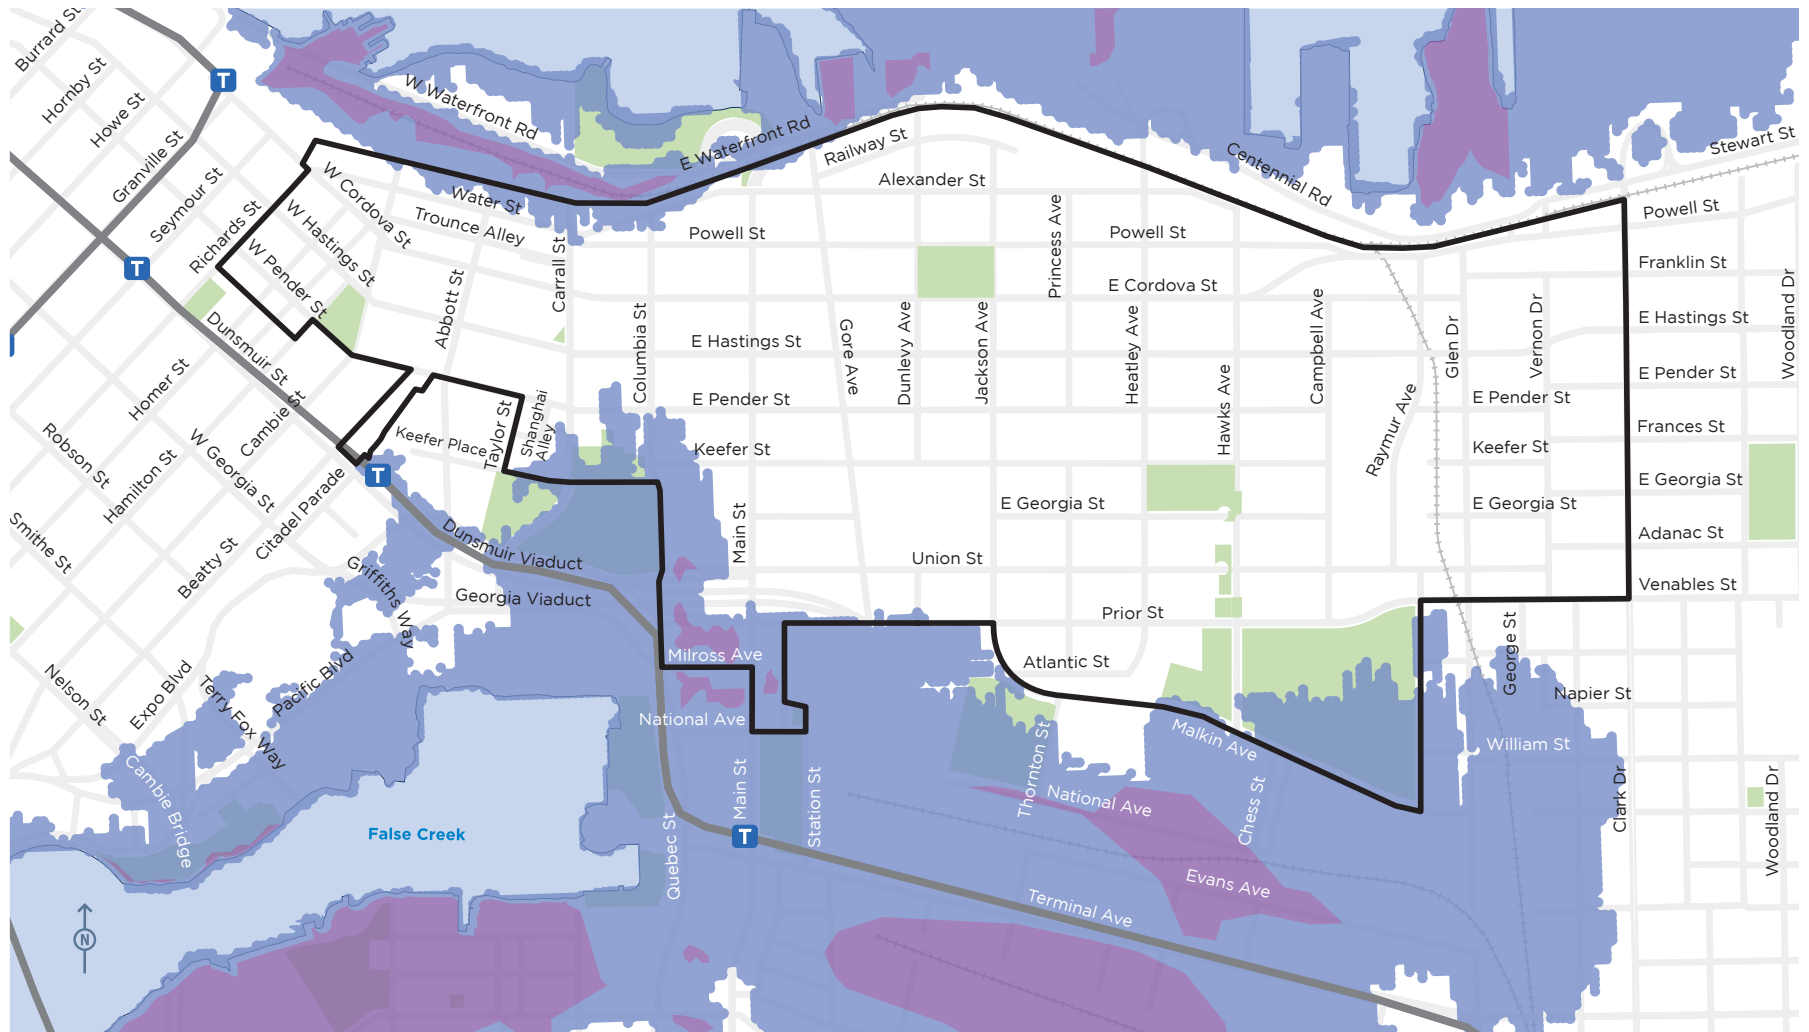 Burrard St
Hornby St
Howe St
Granville St
Seymour St
Richards St
T
T
W Waterfront Rd
E Waterfront Rd
Railway St
Centennial Rd
Stewart St
Alexander St
Water St
W Cordova St
Trounce Alley
W Hastings St
W Pender St
Powell St
Powell St
Powell St
Princess Ave
E Cordova St
Franklin St
Carrall St
Abbott St
Columbia St
Gore Ave
Dunlevy Ave
Jackson Ave
Heatley Ave
Hawks Ave
Campbell Ave
Raymur Ave
Glen Dr
Vernon Dr
Woodland Dr
E Hastings St
E Hastings St
Dunsmuir St
Homer St
Cambie St
E Pender St
E Pender St
E Pender St
Robson St
Hamilton St
W Georgia St
Keefer Place
Taylor St
Shanghai
Alley
Keefer St
Keefer St
Frances St
Citadel Parade
T
E Georgia St
E Georgia St
E Georgia St
Smithe St
Beatty St
Dunsmuir Viaduct
Main St
Union St
Adanac St
Griffiths Way
Georgia Viaduct
Venables St
Prior St
Milross Ave
Atlantic St
George St
Napier St
Nelson St
Expo Blvd
Terry Fox Way
Pacific Blvd
National Ave
Malkin Ave
William St
Cambie Bridge
False Creek
Quebec St
Main St
T
Station St
Thornton St
National Ave
Chess St
Clark Dr
Woodland Dr
Evans Ave
Terminal Ave
N